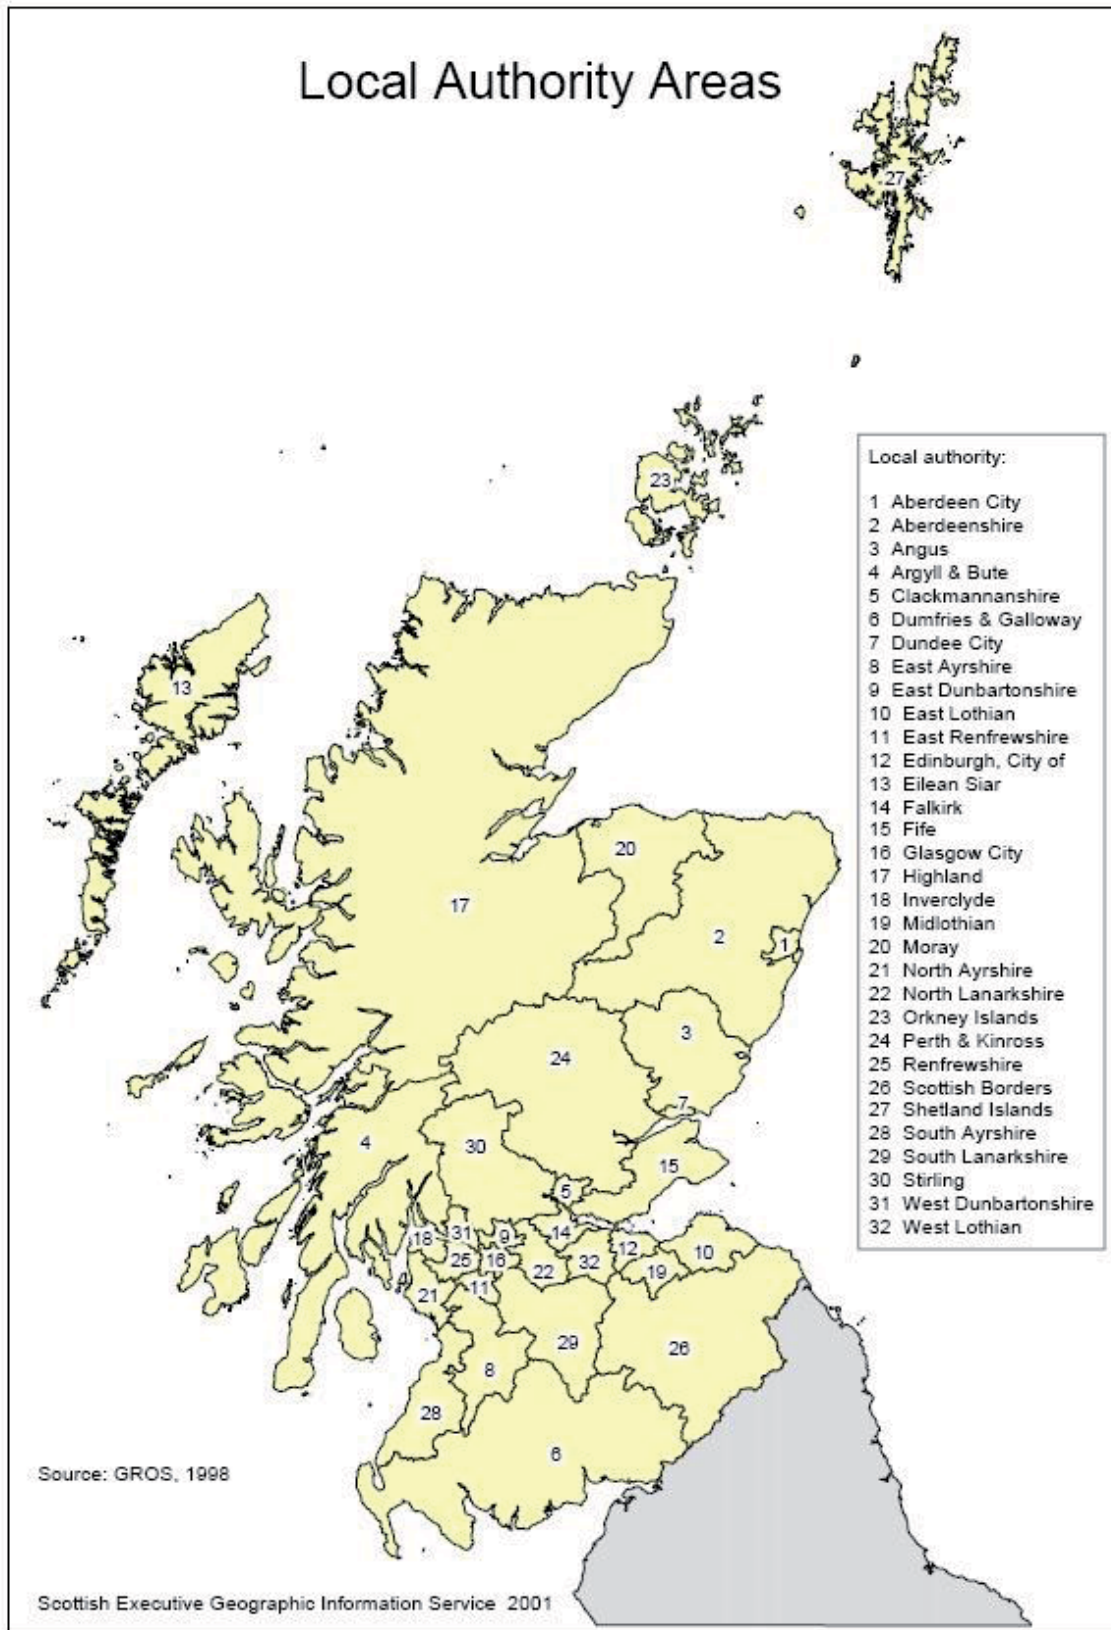 Local Authority Areas
27
23
Local authority:
1 Aberdeen City
2 Aberdeenshire
3 Angus
4 Argyll & Bute
5 Clackmannanshire
6 Dumfries & Galloway
7 Dundee City
8 East Ayrshire
9 East Dunbartonshire
10 East Lothian
11 East Renfrewshire
12 Edinburgh, City of
13 Eilean Siar
14 Falkirk
15 Fife
16 Glasgow City
17 Highland
18 Inverclyde
19 Midlothian
20 Moray
21 North Ayrshire
22 North Lanarkshire
23 Orkney Islands
24 Perth & Kinross
25 Renfrewshire
26 Scottish Borders
27 Shetland Islands
28 South Ayrshire
29 South Lanarkshire
30 Stirling
31 West Dunbartonshire
32 West Lothian
13
20
17
2
1
3
24
7
4
30
15
5
18
31
9
14
12
10
25
16
22
32
19
11
21
29
26
8
28
6
Source: GROS, 1998
Scottish Executive Geographic Information Service 2001